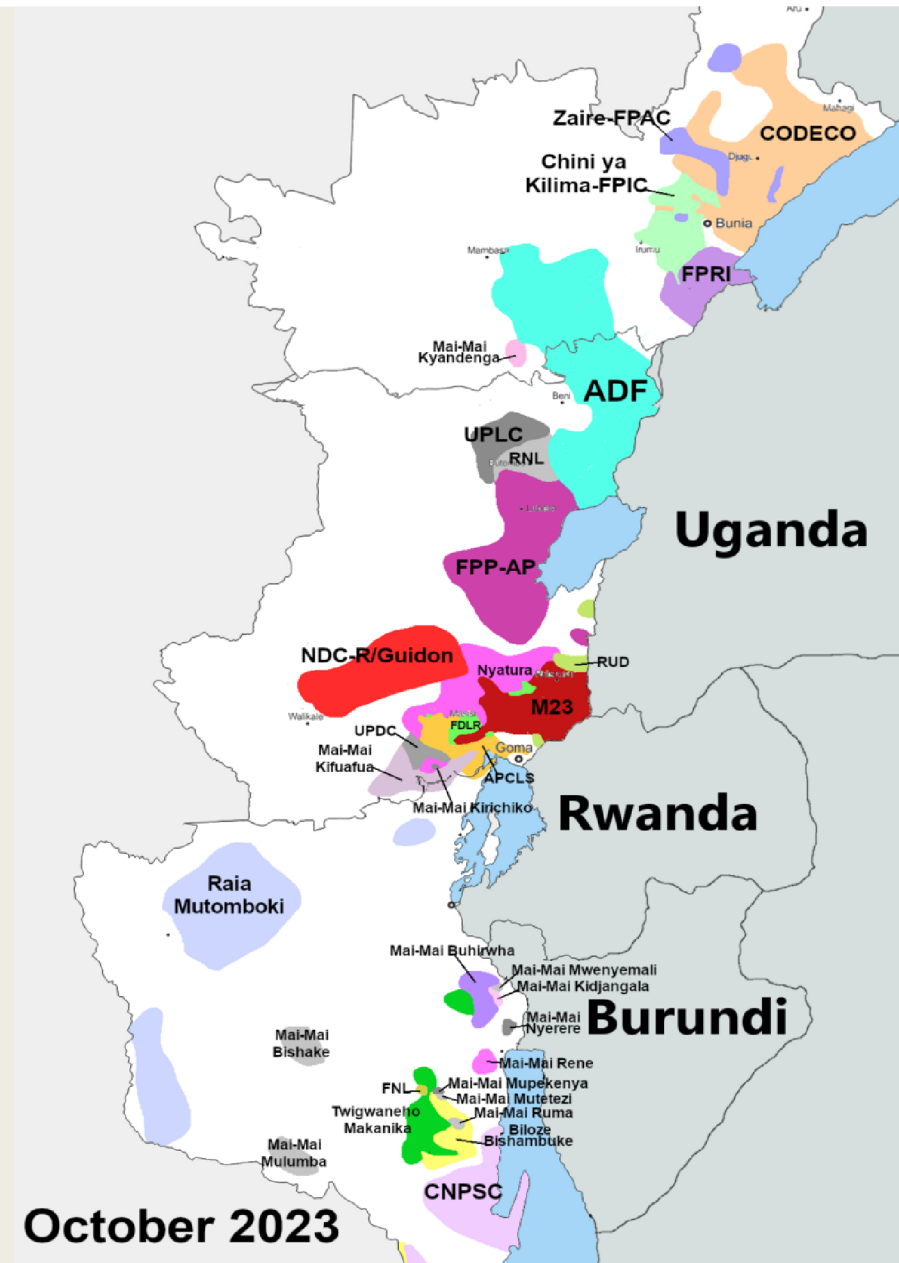 Aru
Mahagi
Zaire-FPAC
CODECO
Djugu
Chini ya
Kilima-FPIC
Bunia
Irumu
Mambasa
FPRI
Mai-Mai
Kyandenga
ADF
Beni
UPLC
RNL
Uganda
FPP-AP
NDC-R/Guidon
Nyatura
RUD
M23
Walikale
FDLR
UPDC
Goma
Mai-Mai
Kifuafua
APCLS
Mai-Mai Kirichiko
Rwanda
Raia
Mutomboki
Mai-Mai Buhirwha
Mai-Mai Mwenyemali
Mai-Mai Kidjangala
Mai-Mai
Nyerere
Burundi
Mai-Mai
Bishake
Mai-Mai Rene
FNL
Mai-Mai Mupekenya
Mai-Mai Mutetezi
Twigwaneho
Makanika
Mai-Mai Ruma
Biloze
Bishambuke
Mai-Mai
Mulumba
CNPSC
October 2023